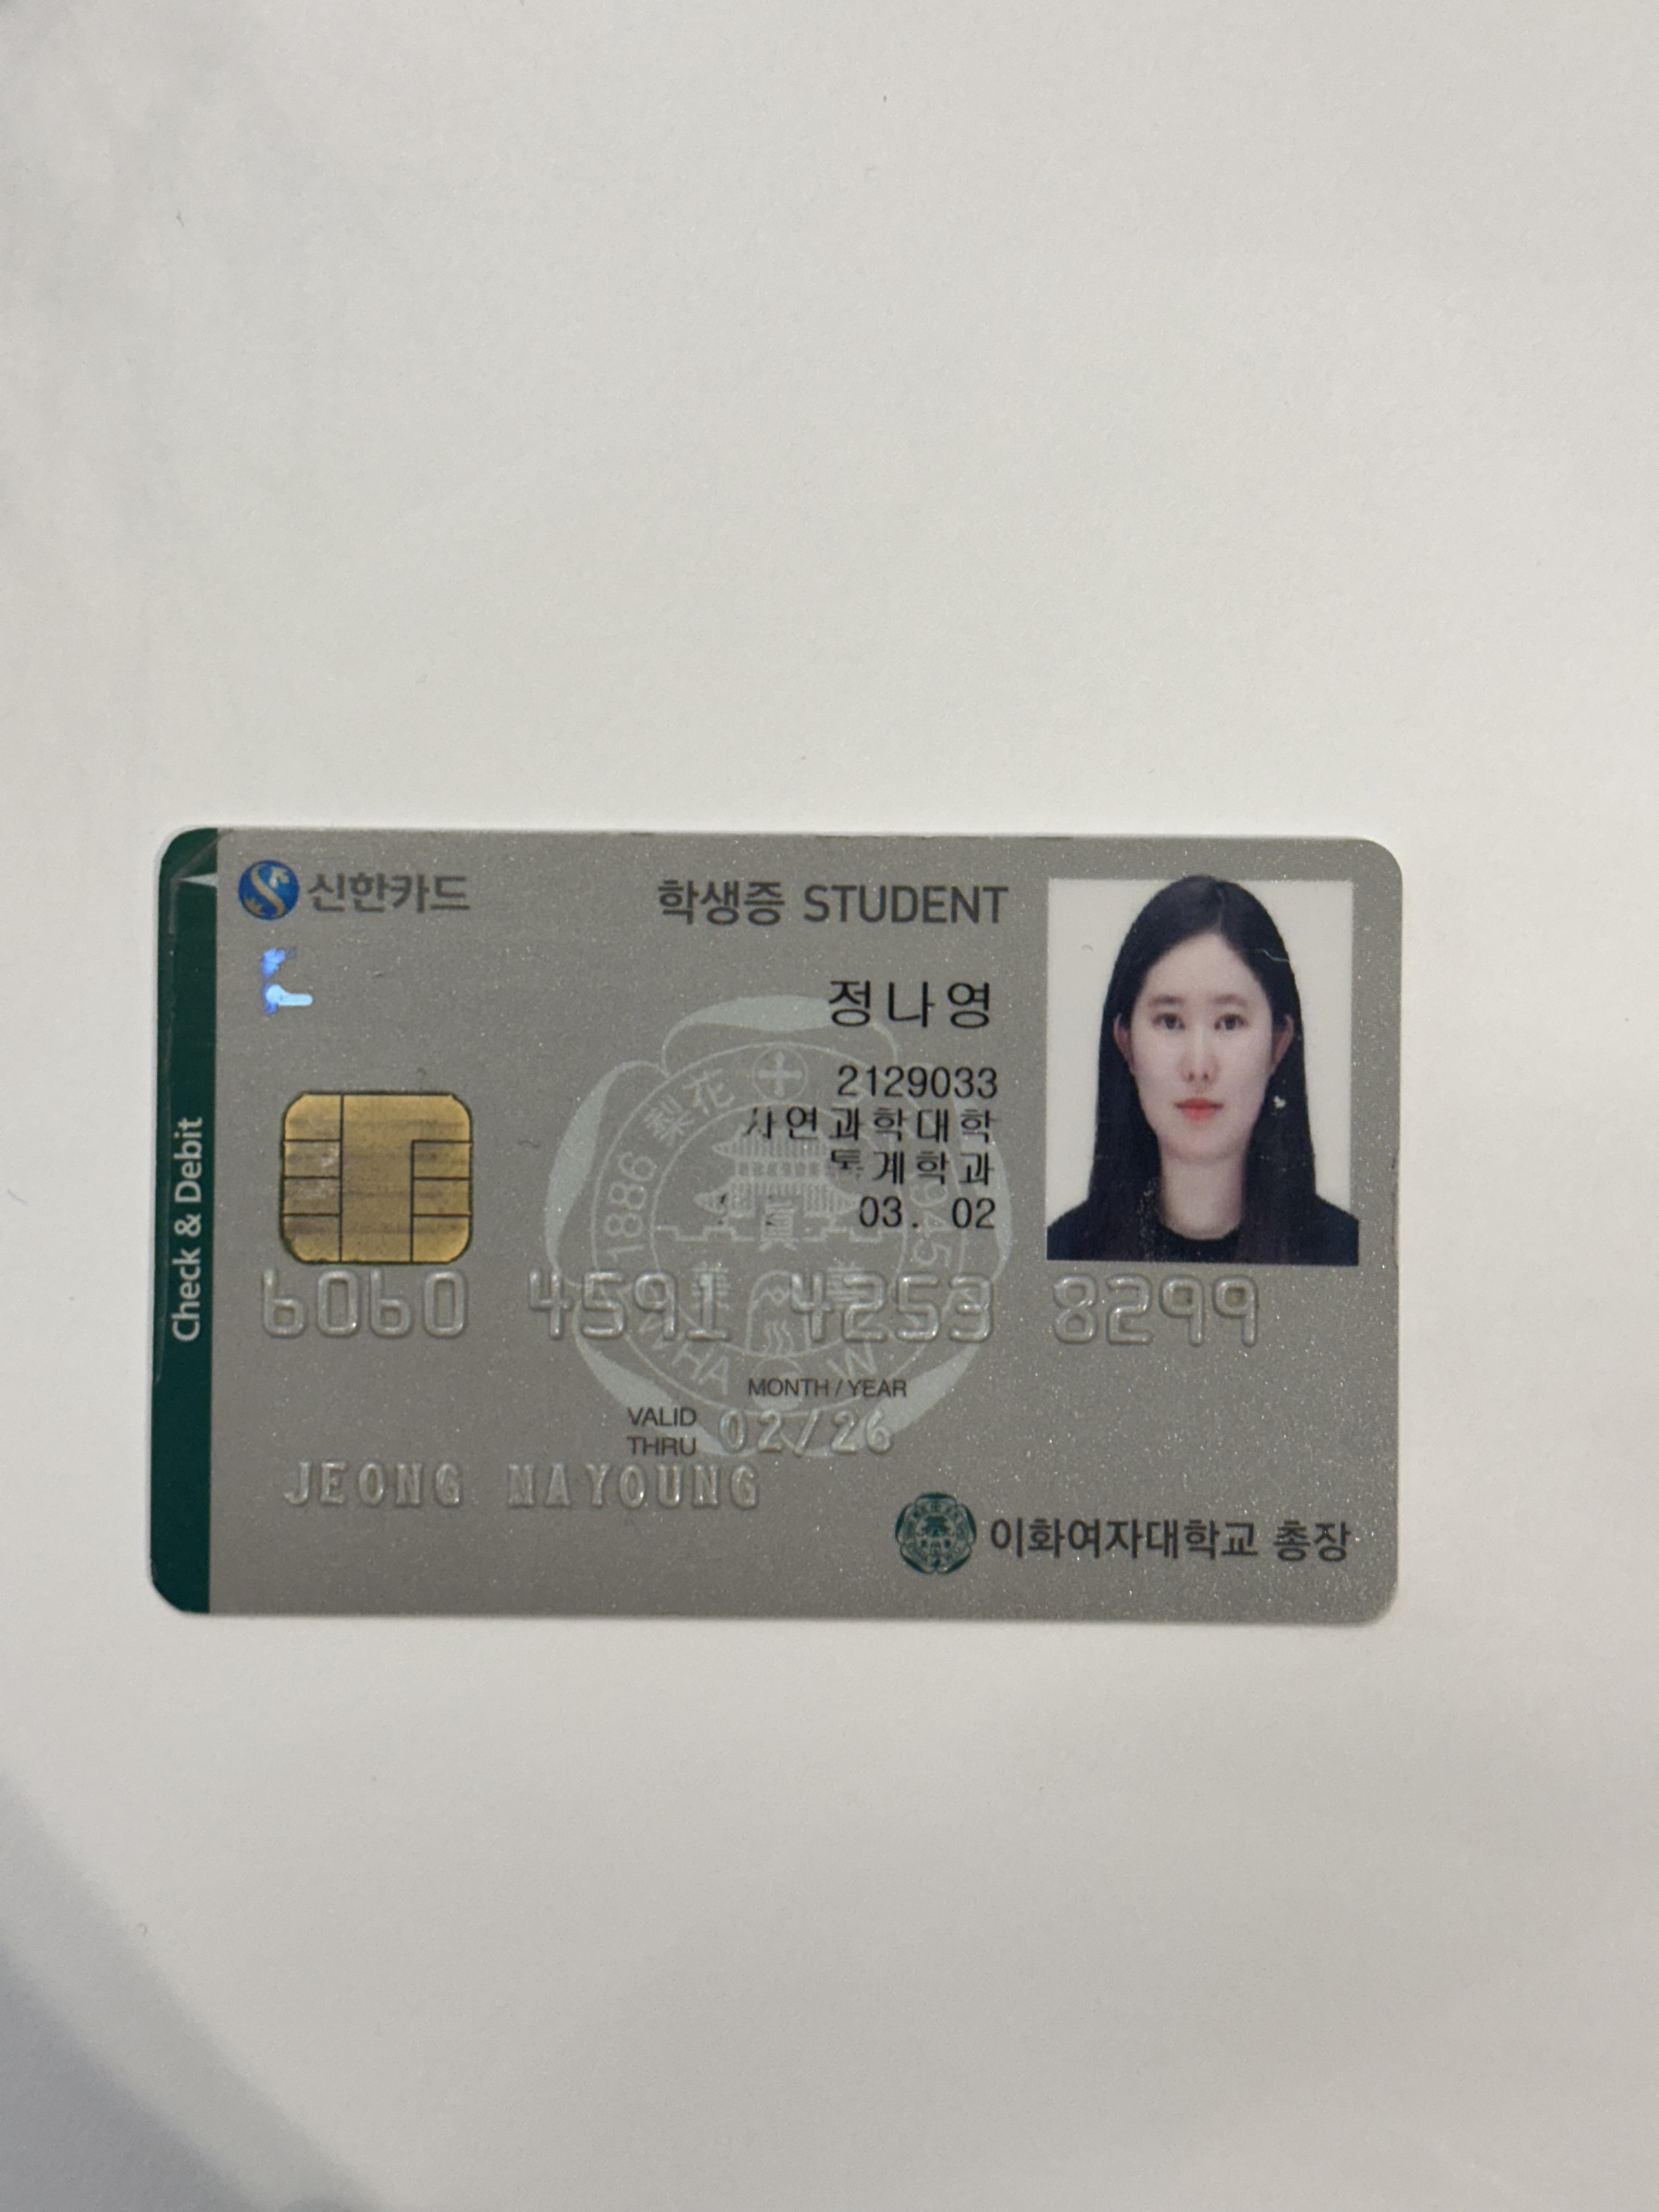 신한카드
학생증 STUDENT
정나영
2129033
자연과학대학
통계학과
03. 02
1886 梨花
眞
Check & Debit
6060 4591 4253 8299
MONTH / YEAR
VALID THRU 02/26
JEONG NAYOUNG
이화여자대학교 총장